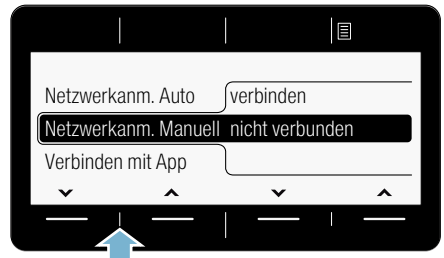 Netzwerkanm. Auto verbinden
Netzwerkanm. Manuell nicht verbunden
Verbinden mit App